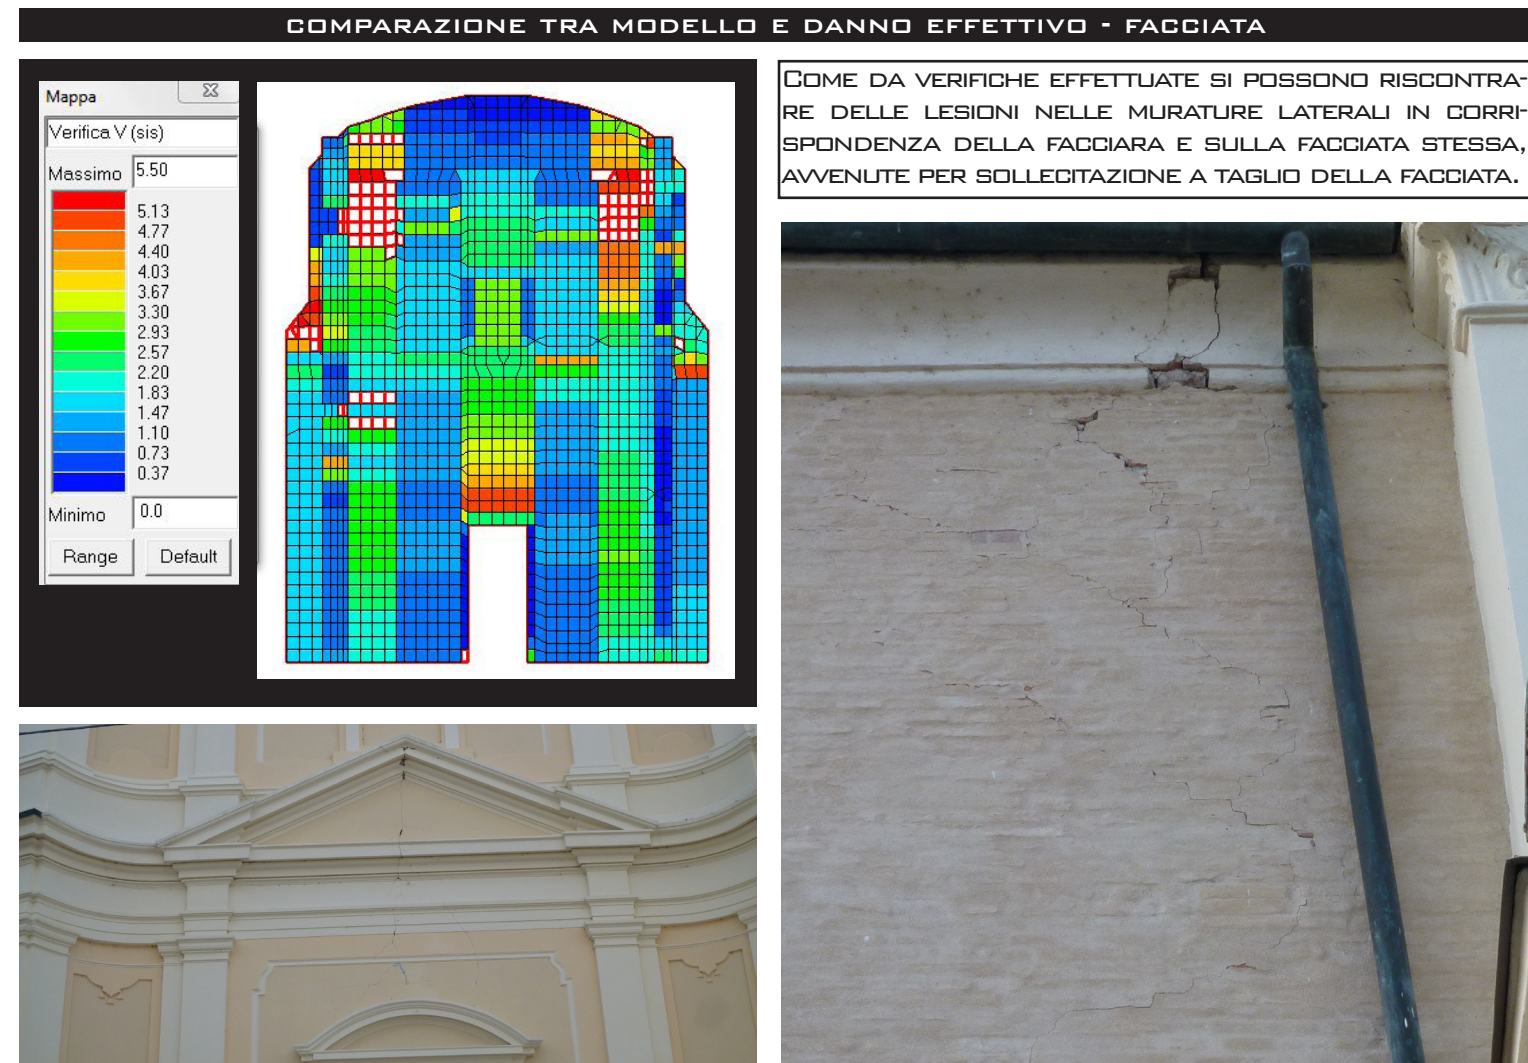 COMPARAZIONE TRA MODELLO E DANNO EFFETTIVO - FACCIATA
Mappa
Verifica V (sis)
Massimo 5.50
5.13
4.77
4.40
4.03
3.67
3.30
2.93
2.57
2.20
1.83
1.47
1.10
0.73
0.37
Minimo 0.0
Range Default
COME DA VERIFICHE EFFETTUATE SI POSSONO RISCONTRA-
RE DELLE LESIONI NELLE MURATURE LATERALI IN CORRI-
SPONDENZA DELLA FACCIARA E SULLA FACCIATA STESSA,
AVVENUTE PER SOLLECITAZIONE A TAGLIO DELLA FACCIATA.